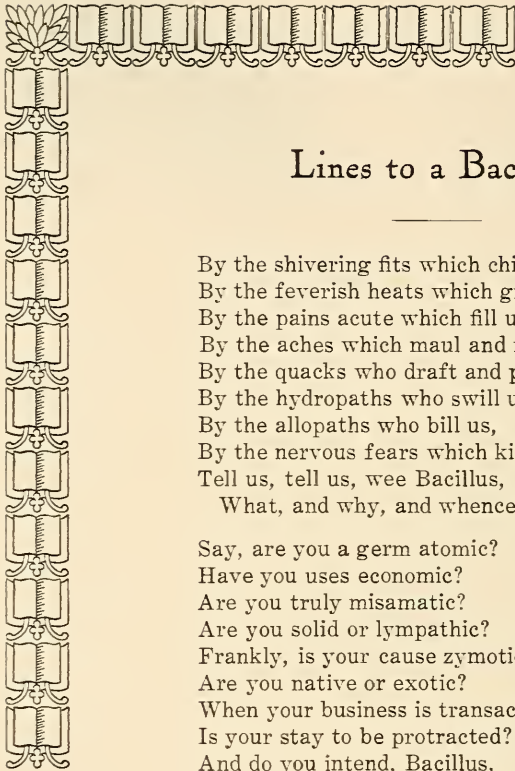 Lines to a Bac
By the shivering fits which chi
By the feverish heats which g
By the pains acute which fill u
By the aches which maul and
By the quacks who draft and p
By the hydropaths who swill u
By the allopaths who bill us,
By the nervous fears which ki
Tell us, tell us, wee Bacillus,
What, and why, and whence
Say, are you a germ atomic?
Have you uses economic?
Are you truly misamatic?
Are you solid or lympathic?
Frankly, is your cause zymoti
Are you native or exotic?
When your business is transac
Is your stay to be protracted?
And do you intend, Bacillus,